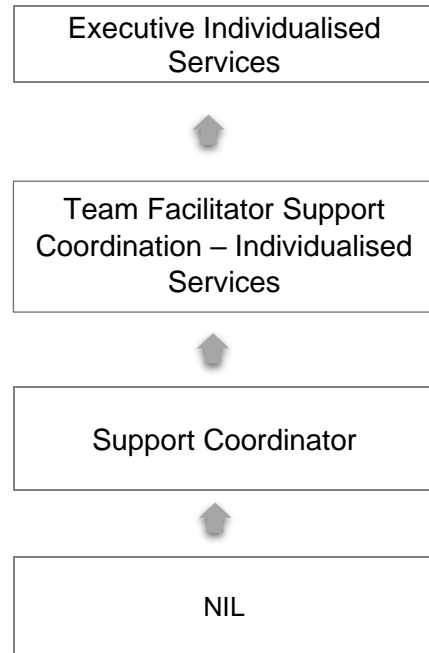 Executive Individualised
Services
Team Facilitator Support
Coordination – Individualised
Services
Support Coordinator
NIL